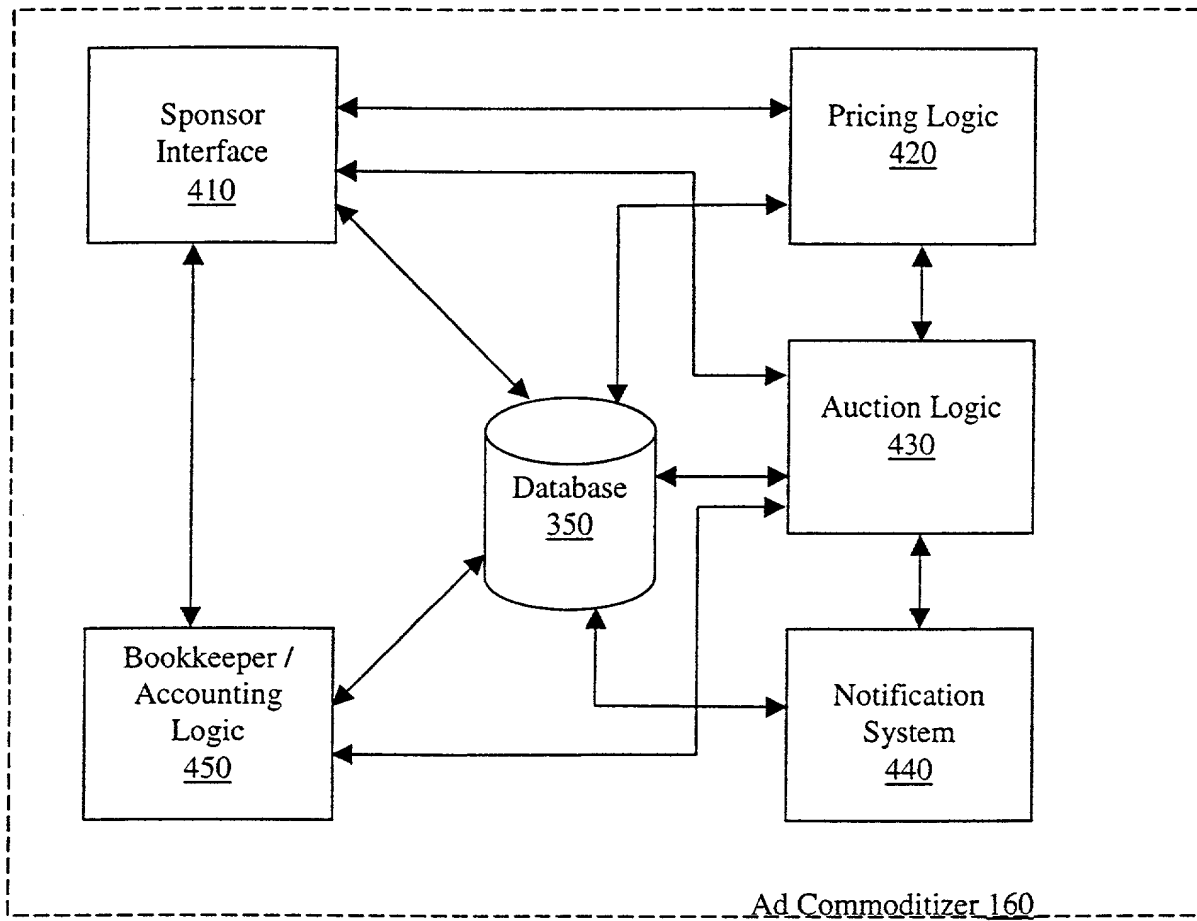 Sponsor
Interface
410
Pricing Logic
420
Auction Logic
430
Database
350
Bookkeeper /
Accounting
Logic
450
Notification
System
440
Ad Commoditizer 160